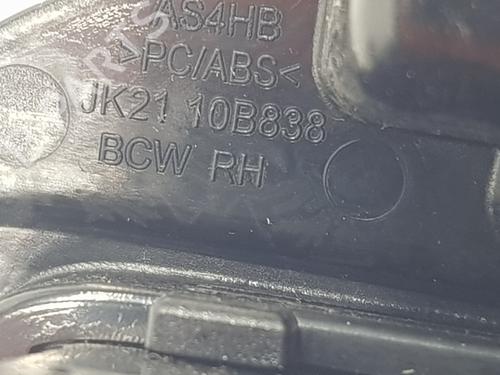 AS4HB
>PC/ABS<
JK21 10B838
BCW RH